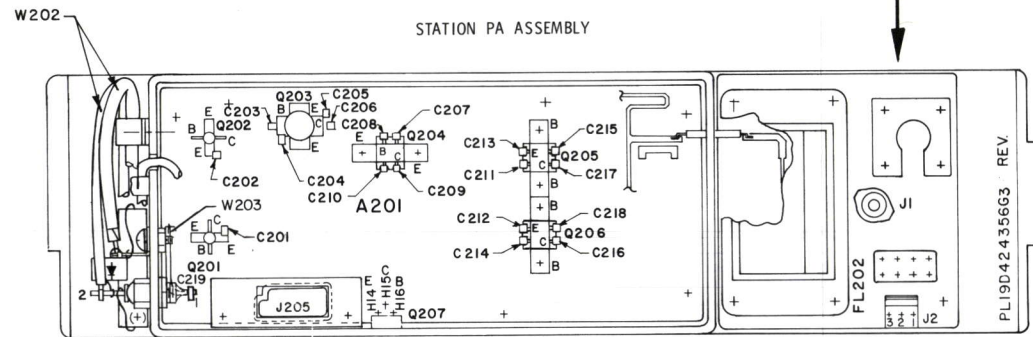 W202
STATION PA ASSEMBLY
C205
Q203
E
C206
C203
B
E
C207
B
Q202
C
C208
Q204
C
E
E
B
C
E
C202
C204
C210
C209
E
A201
W203
C
C201
E
B
E
Q201
C219
2
(+)
J205
H14 E
H15 C
H16 B
Q207
B
C213
C215
E
Q205
C211
C
C217
B
B
C212
E
C218
Q206
C214
C
C216
B
J1
FL202
3 2 1
J2
PL19D424356G3 REV.